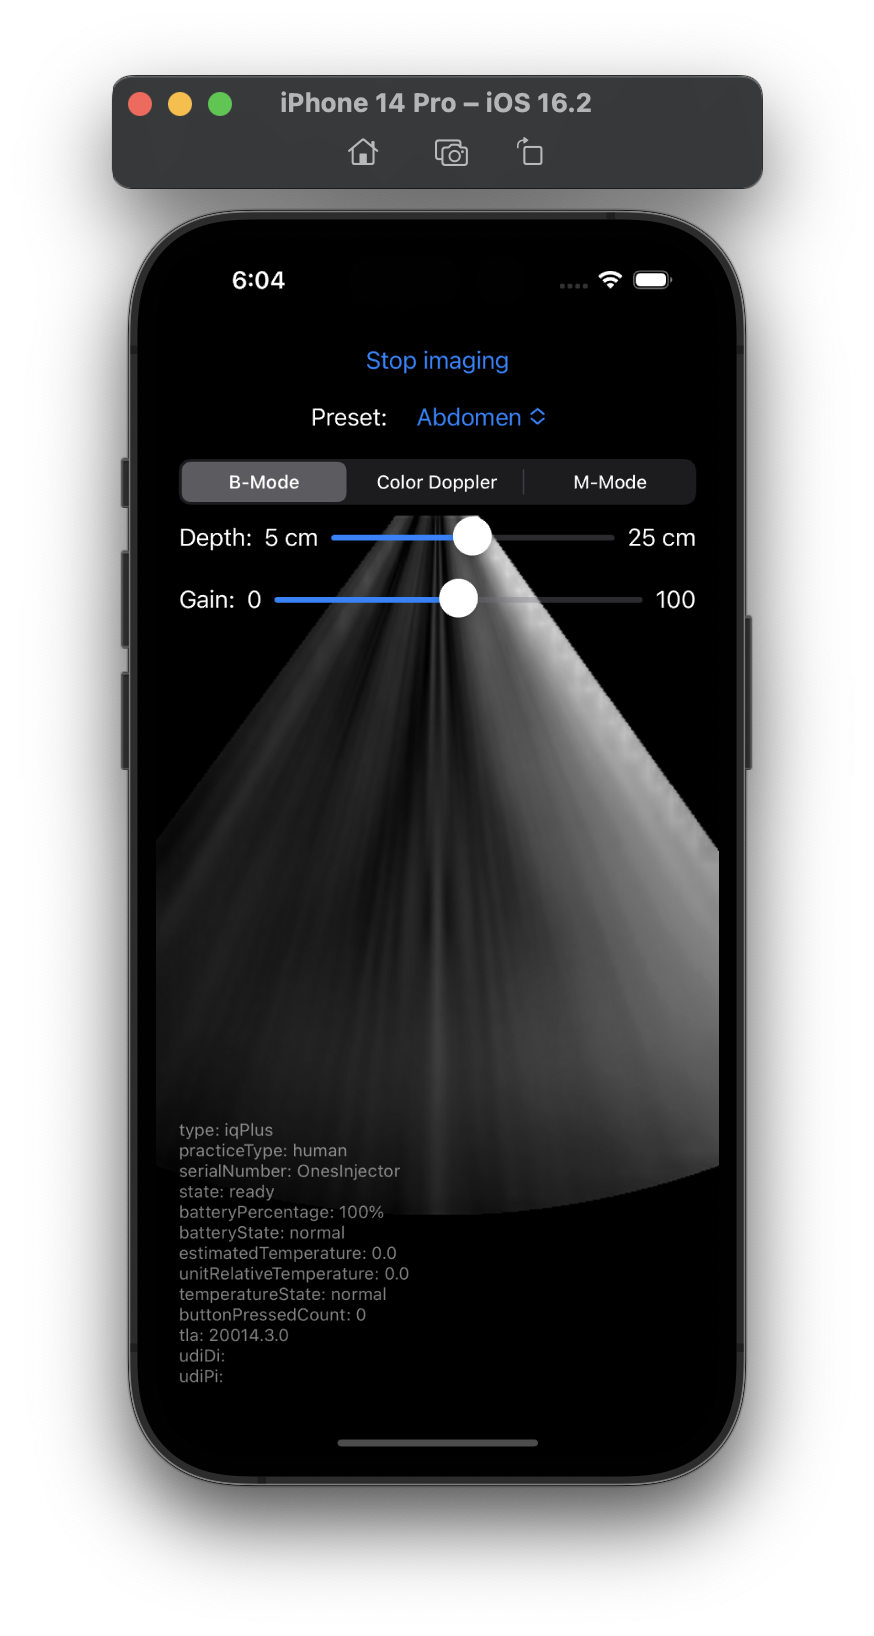 iPhone 14 Pro – iOS 16.2
6:04
Stop imaging
Preset: Abdomen
B-Mode Color Doppler M-Mode
Depth: 5 cm 25 cm
Gain: 0 100
type: iqPlus
practiceType: human
serialNumber: OnesInjector
state: ready
batteryPercentage: 100%
batteryState: normal
estimatedTemperature: 0.0
unitRelativeTemperature: 0.0
temperatureState: normal
buttonPressedCount: 0
tla: 20014.3.0
udiDi:
udiPi: